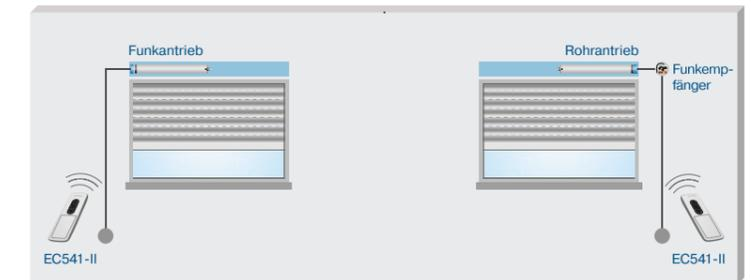 Funkantrieb
Rohrantrieb
Funkemp-
fänger
EC541-II
EC541-II